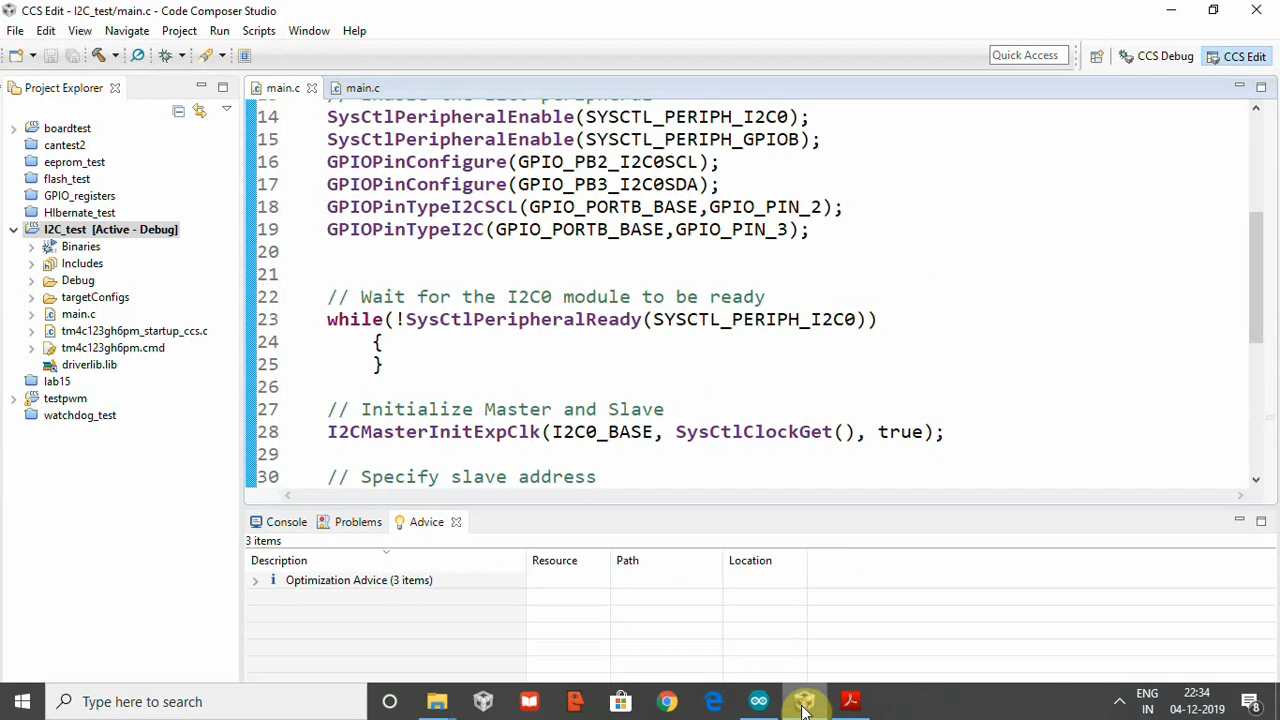 CCS Edit - I2C_test/main.c - Code Composer Studio
File Edit View Navigate Project Run Scripts Window Help
Quick Access
CCS Debug
CCS Edit
Project Explorer
boardtest
cantest2
eeprom_test
flash_test
GPIO_registers
HIbernate_test
I2C_test [Active - Debug]
Binaries
Includes
Debug
targetConfigs
main.c
tm4c123gh6pm_startup_ccs.c
tm4c123gh6pm.cmd
driverlib.lib
lab15
testpwm
watchdog_test
main.c
main.c
14 SysCtlPeripheralEnable(SYSCTL_PERIPH_I2C0);
15 SysCtlPeripheralEnable(SYSCTL_PERIPH_GPIOB);
16 GPIOPinConfigure(GPIO_PB2_I2C0SCL);
17 GPIOPinConfigure(GPIO_PB3_I2C0SDA);
18 GPIOPinTypeI2CSCL(GPIO_PORTB_BASE,GPIO_PIN_2);
19 GPIOPinTypeI2C(GPIO_PORTB_BASE,GPIO_PIN_3);
20
21
22 // Wait for the I2C0 module to be ready
23 while(!SysCtlPeripheralReady(SYSCTL_PERIPH_I2C0))
24 {
25 }
26
27 // Initialize Master and Slave
28 I2CMasterInitExpClk(I2C0_BASE, SysCtlClockGet(), true);
29
30 // Specify slave address
Console Problems Advice
3 items
Description Resource Path Location
Optimization Advice (3 items)
Type here to search
ENG
IN
22:34
04-12-2019
8